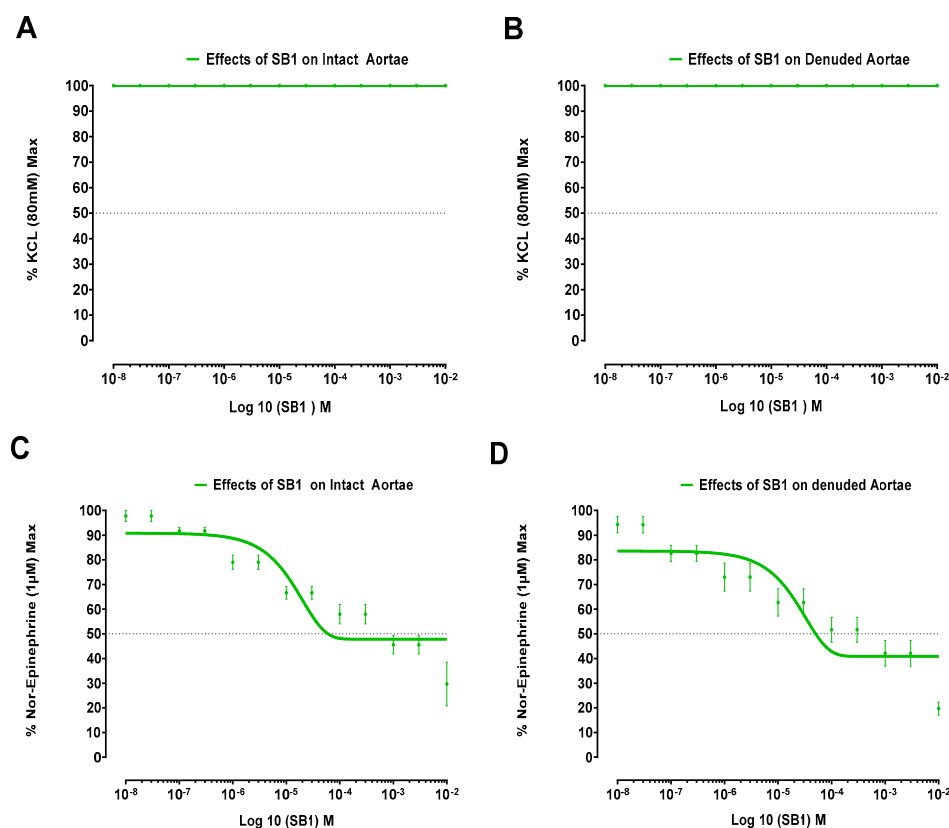 A
Effects of SB1 on Intact Aortae
% KCL (80mM) Max
100
90
80
70
60
50
40
30
20
10
0
10-8 10-7 10-6 10-5 10-4 10-3 10-2
Log 10 (SB1 ) M
B
Effects of SB1 on Denuded Aortae
% KCL (80mM) Max
100
90
80
70
60
50
40
30
20
10
0
10-8 10-7 10-6 10-5 10-4 10-3 10-2
Log 10 (SB1 ) M
C
Effects of SB1 on Intact Aortae
% Nor-Epinephrine (1µM) Max
100
90
80
70
60
50
40
30
20
10
0
10-8 10-7 10-6 10-5 10-4 10-3 10-2
Log 10 (SB1) M
D
Effects of SB1 on denuded Aortae
% Nor-Epinephrine (1µM) Max
100
90
80
70
60
50
40
30
20
10
0
10-8 10-7 10-6 10-5 10-4 10-3 10-2
Log 10 (SB1) M